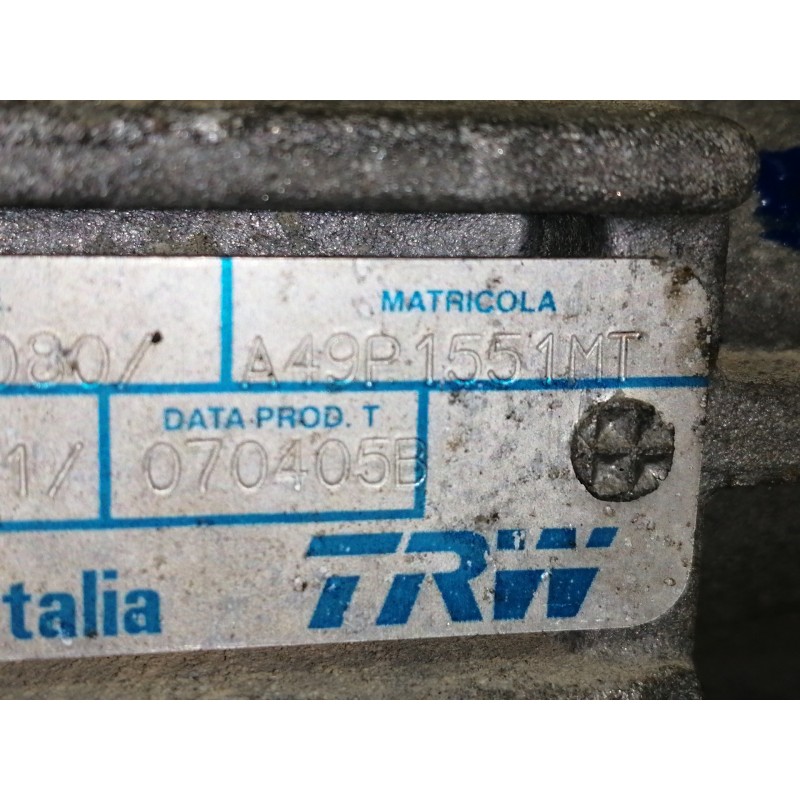 MATRICOLA
080/ A49P1551MT
DATA PROD. T
1/ 070405B
talia TRW